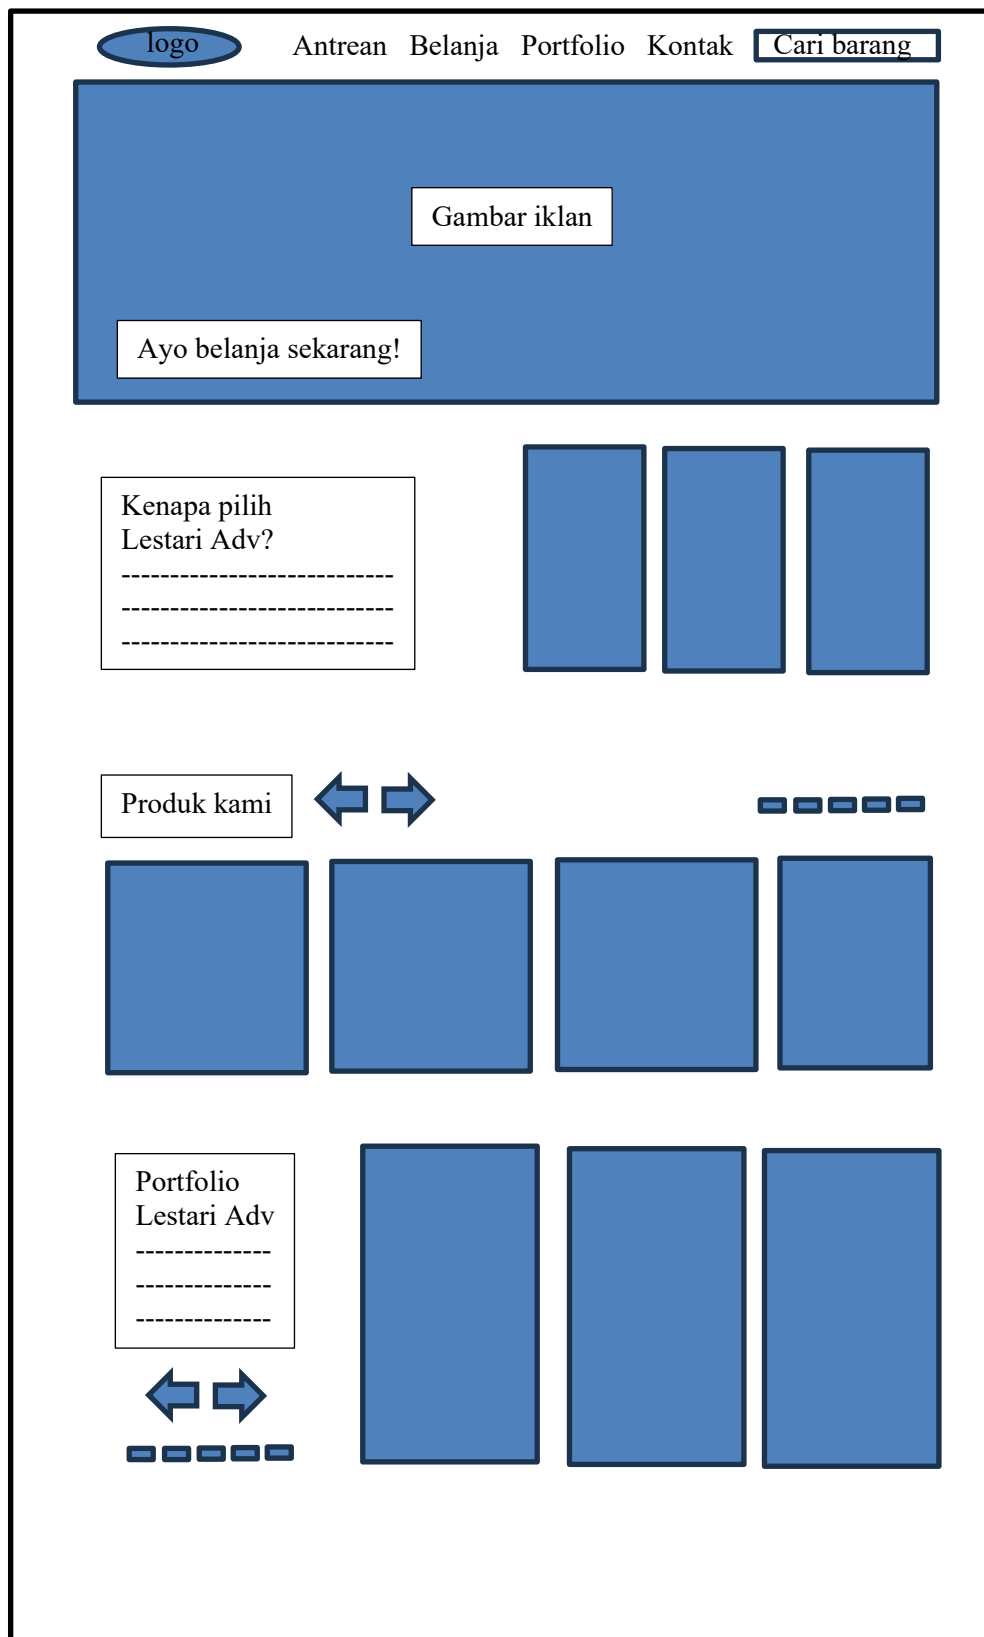 logo Antrean Belanja Portfolio Kontak Cari barang
Gambar iklan
Ayo belanja sekarang!
Kenapa pilih
Lestari Adv?
----------------------------
----------------------------
----------------------------
Produk kami
Portfolio
Lestari Adv
--------------
--------------
--------------